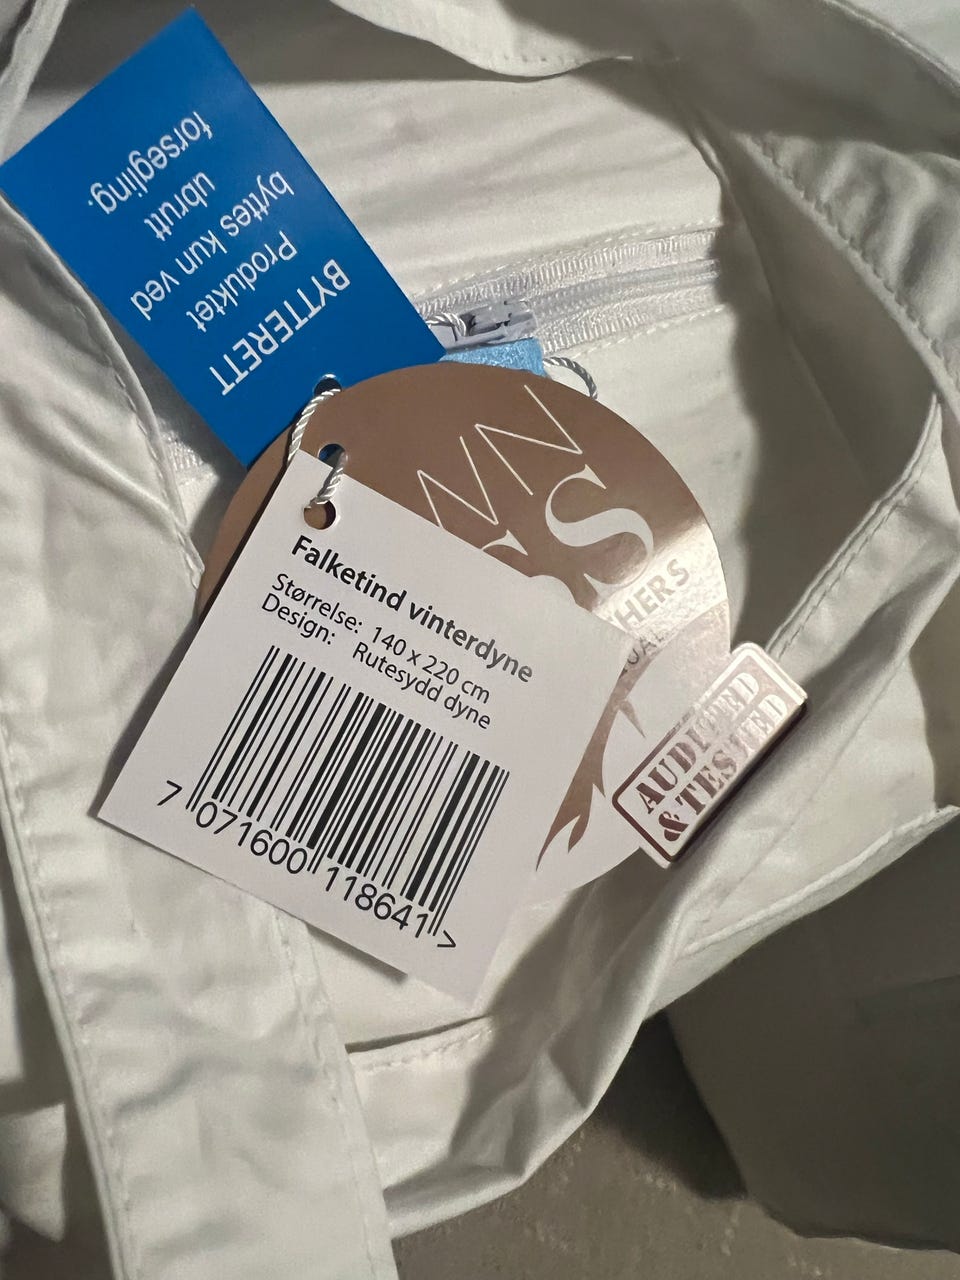 BYTTERETT
Produktet
byttes kun ved
ubrutt
forsegling.
Falketind vinterdyne
Størrelse: 140 x 220 cm
Design: Rutesydd dyne
7 071600 118641 >
AUDITED
& TESTED